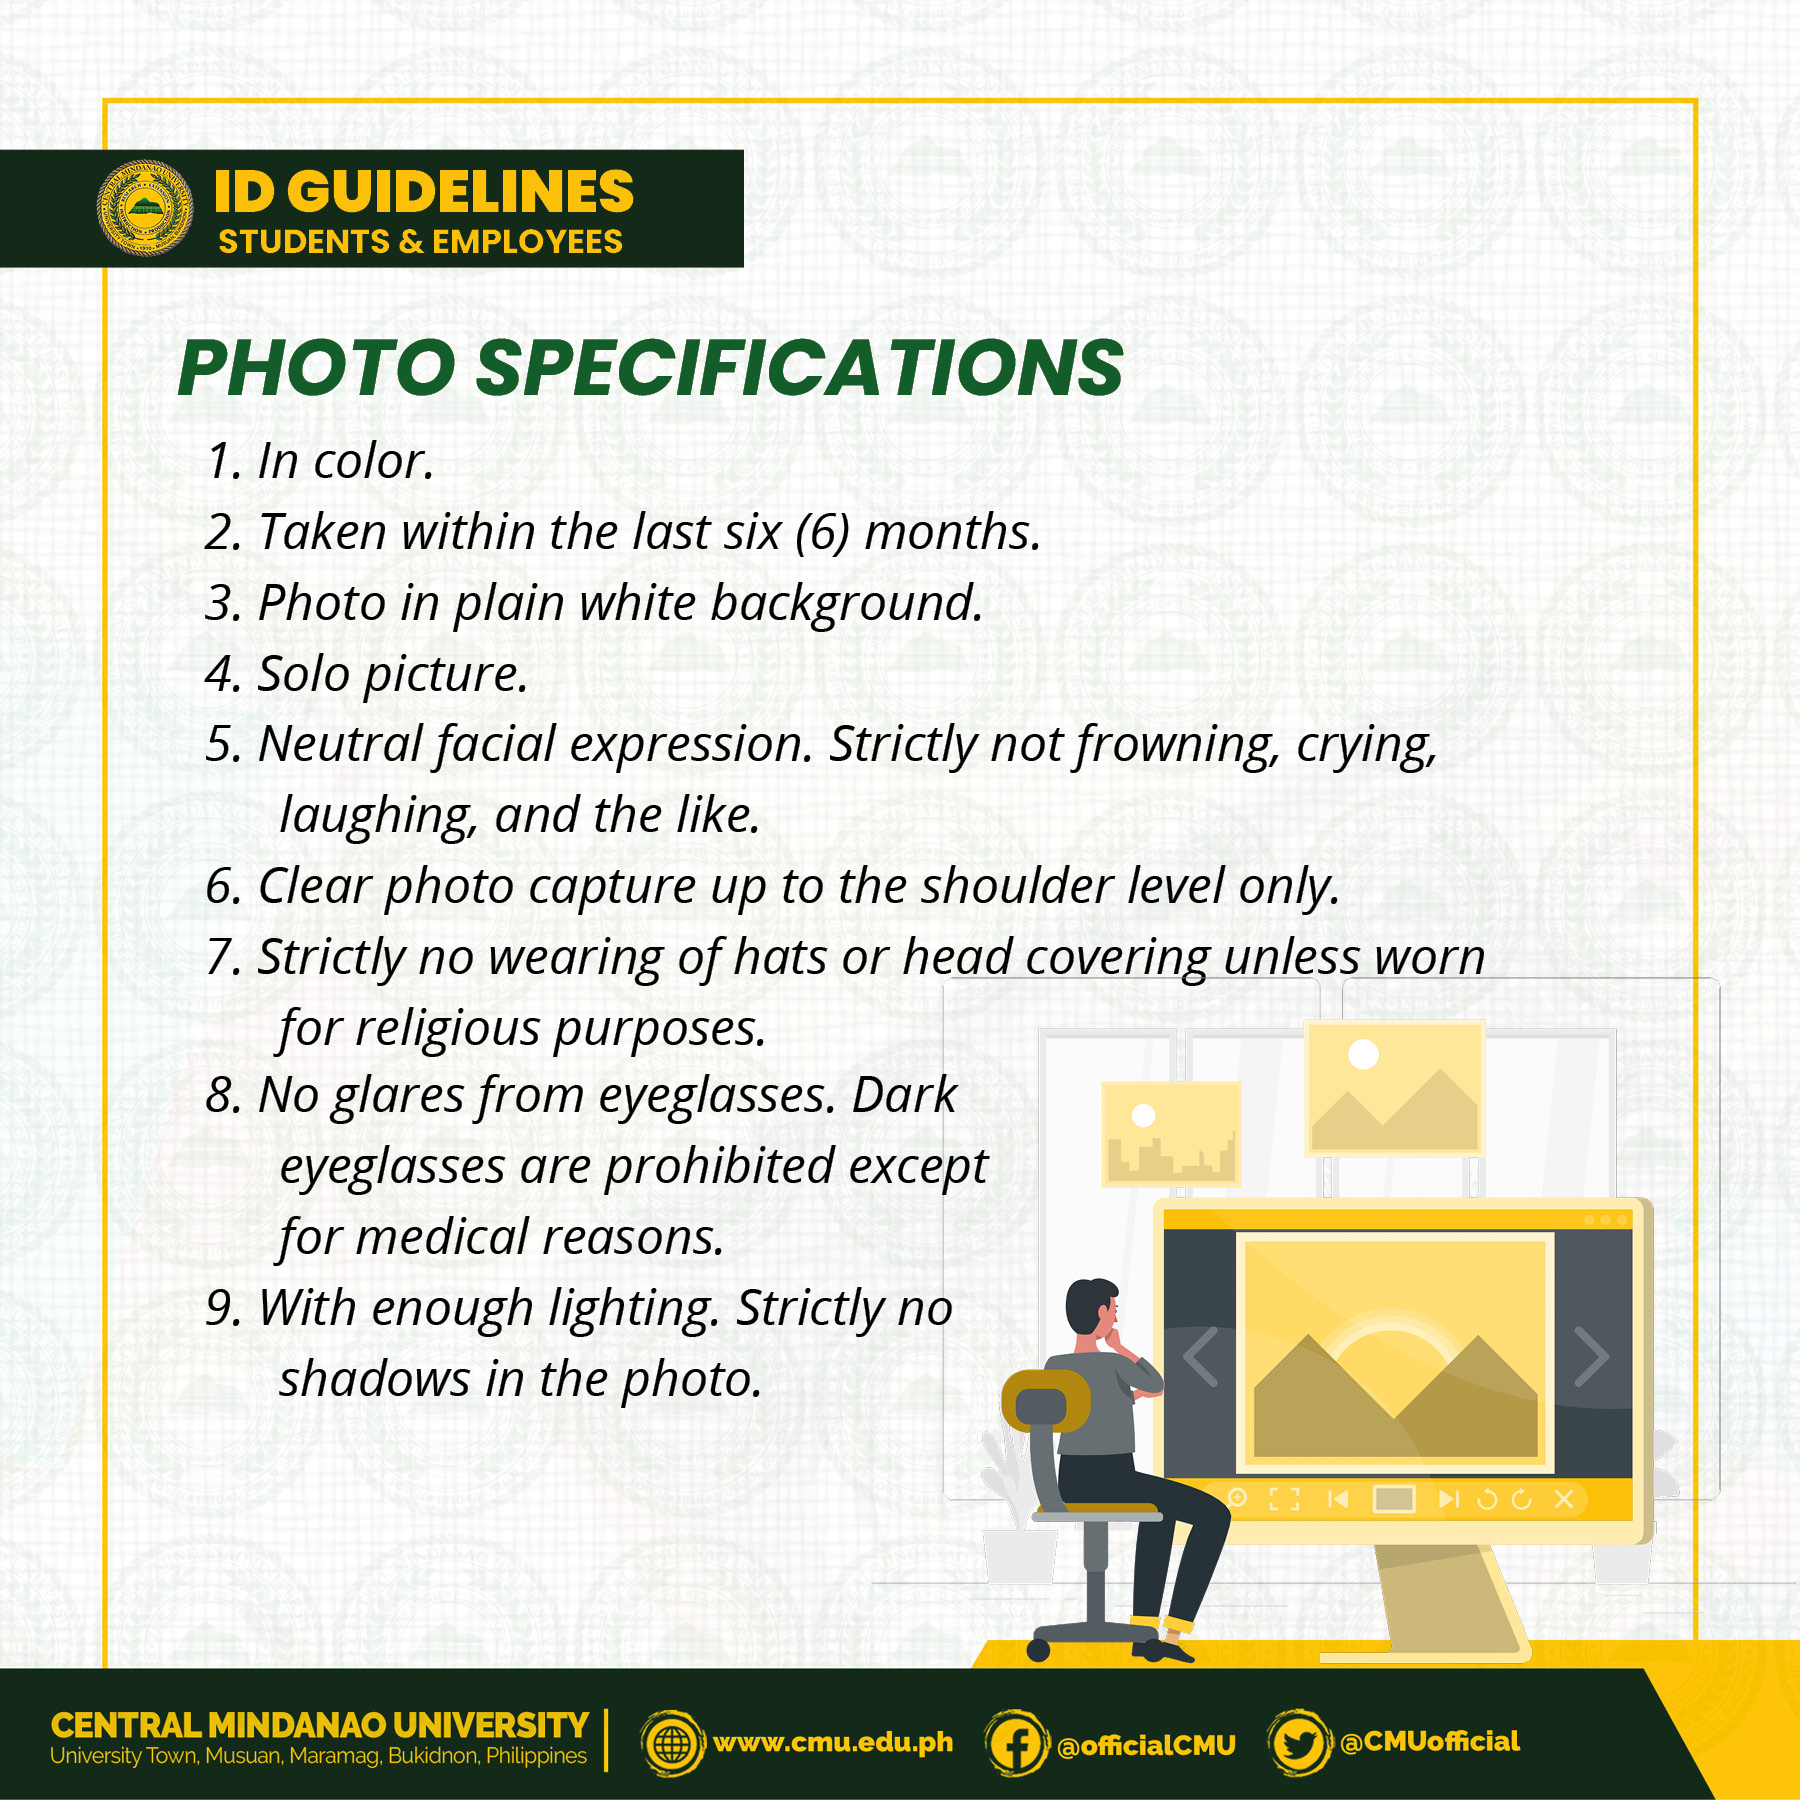 ID GUIDELINES
STUDENTS & EMPLOYEES
PHOTO SPECIFICATIONS
1. In color.
2. Taken within the last six (6) months.
3. Photo in plain white background.
4. Solo picture.
5. Neutral facial expression. Strictly not frowning, crying,
laughing, and the like.
6. Clear photo capture up to the shoulder level only.
7. Strictly no wearing of hats or head covering unless worn
for religious purposes.
8. No glares from eyeglasses. Dark
eyeglasses are prohibited except
for medical reasons.
9. With enough lighting. Strictly no
shadows in the photo.
CENTRAL MINDANAO UNIVERSITY
University Town, Musuan, Maramag, Bukidnon, Philippines
www.cmu.edu.ph
@officialCMU
@CMUofficial